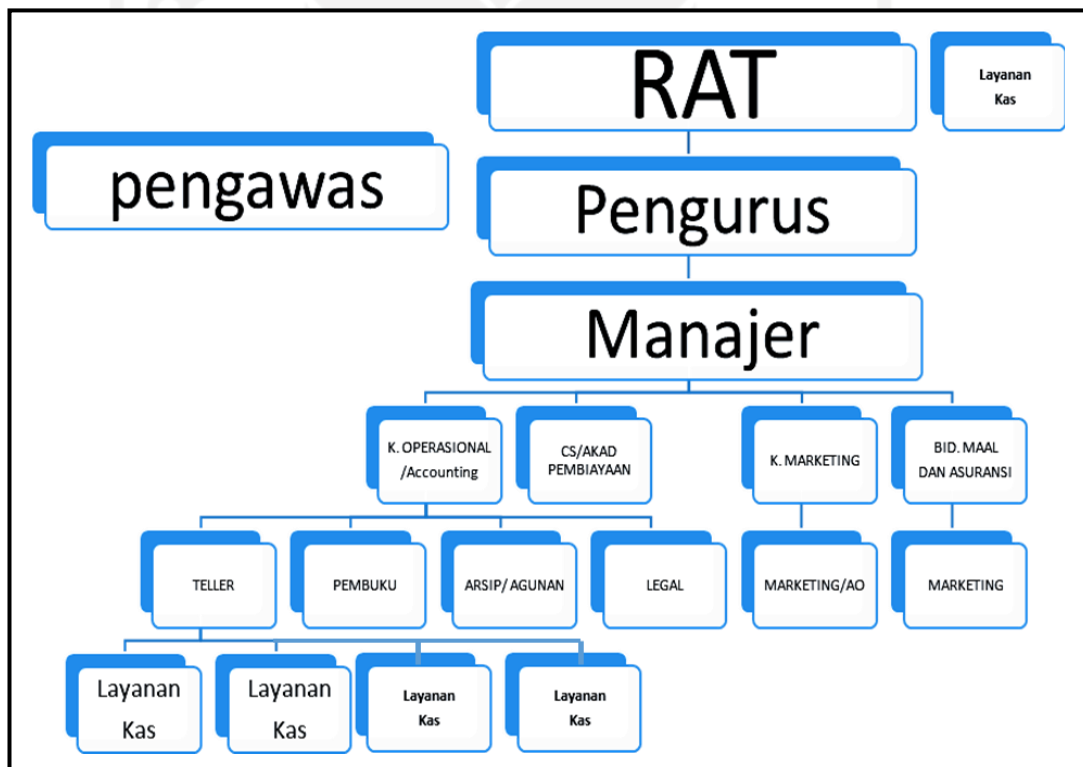 RAT
Layanan
Kas
pengawas
Pengurus
Manajer
K. OPERASIONAL
/Accounting
CS/AKAD
PEMBIAYAAN
K. MARKETING
BID. MAAL
DAN ASURANSI
TELLER
PEMBUKU
ARSIP/ AGUNAN
LEGAL
MARKETING/AO
MARKETING
Layanan
Kas
Layanan
Kas
Layanan
Kas
Layanan
Kas